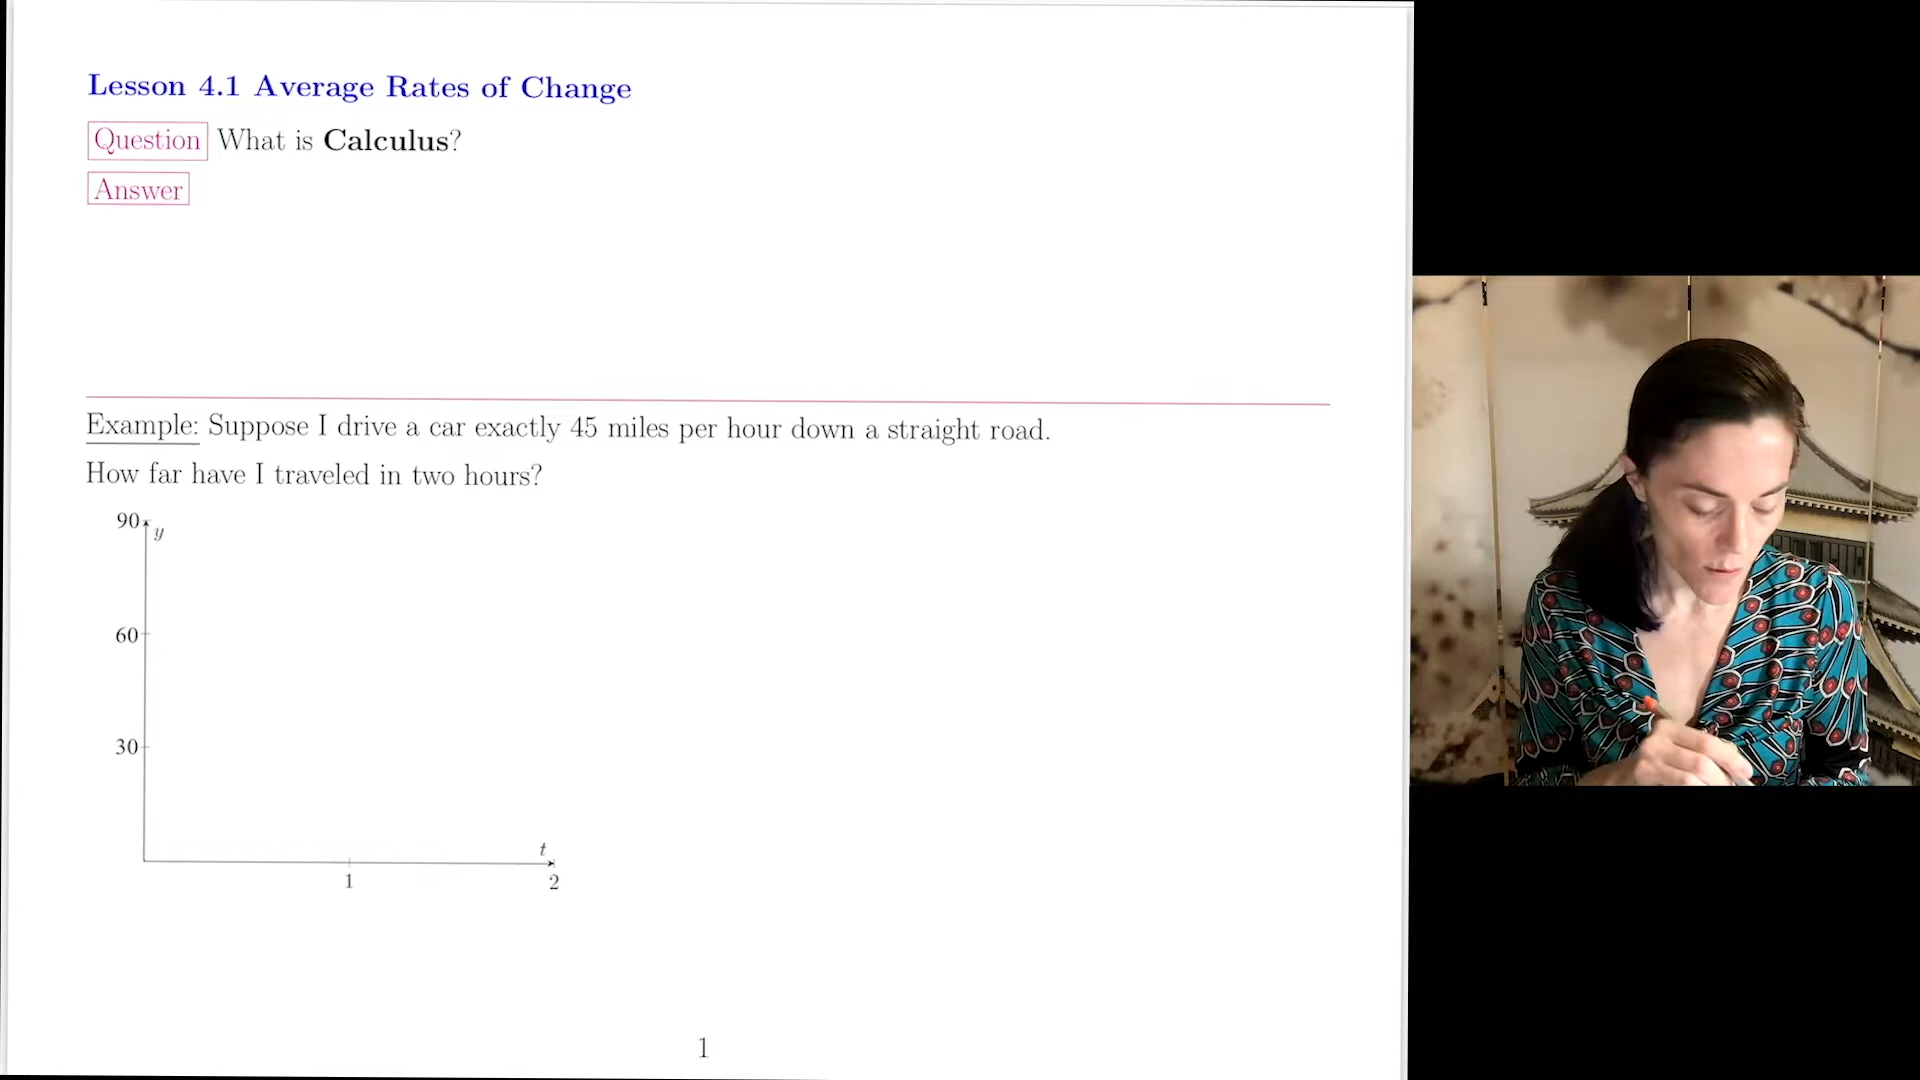 Lesson 4.1 Average Rates of Change
Question What is Calculus?
Answer
Example: Suppose I drive a car exactly 45 miles per hour down a straight road.
How far have I traveled in two hours?
90
y
60
30
t
1
2
1